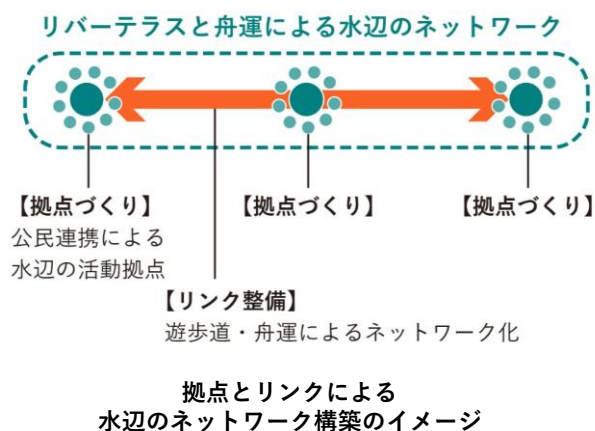 リバーテラスと舟運による水辺のネットワーク
【拠点づくり】
公民連携による
水辺の活動拠点
【拠点づくり】
【拠点づくり】
【リンク整備】
遊歩道・舟運によるネットワーク化
拠点とリンクによる
水辺のネットワーク構築のイメージ